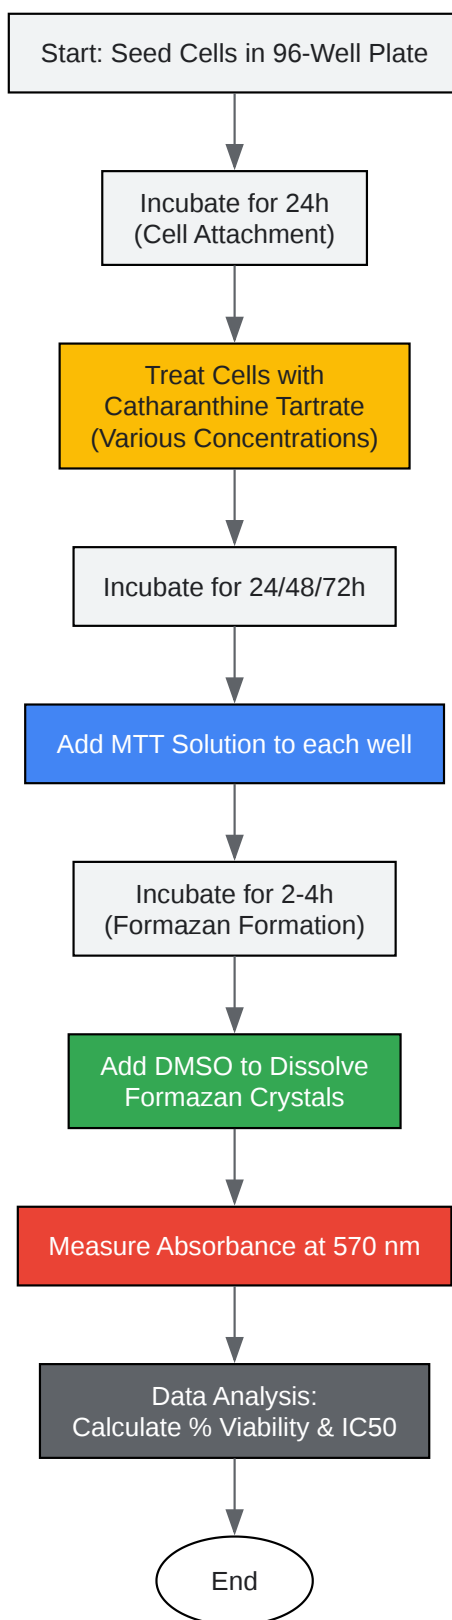 Start: Seed Cells in 96-Well Plate
Incubate for 24h
(Cell Attachment)
Treat Cells with
Catharanthine Tartrate
(Various Concentrations)
Incubate for 24/48/72h
Add MTT Solution to each well
Incubate for 2-4h
(Formazan Formation)
Add DMSO to Dissolve
Formazan Crystals
Measure Absorbance at 570 nm
Data Analysis:
Calculate % Viability & IC50
End